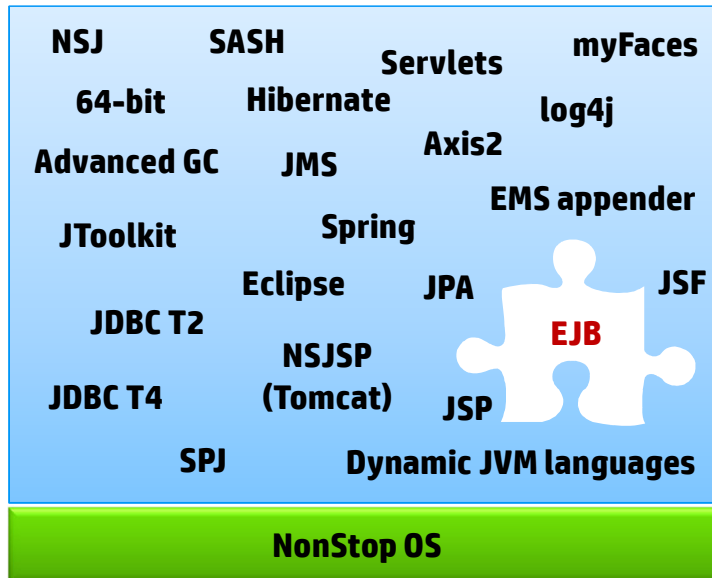 NSJ
SASH
Servlets
myFaces
64-bit
Hibernate
log4j
Advanced GC
JMS
Axis2
EMS appender
JToolkit
Spring
Eclipse
JPA
JSF
JDBC T2
EJB
NSJSP
(Tomcat)
JDBC T4
JSP
SPJ
Dynamic JVM languages
NonStop OS